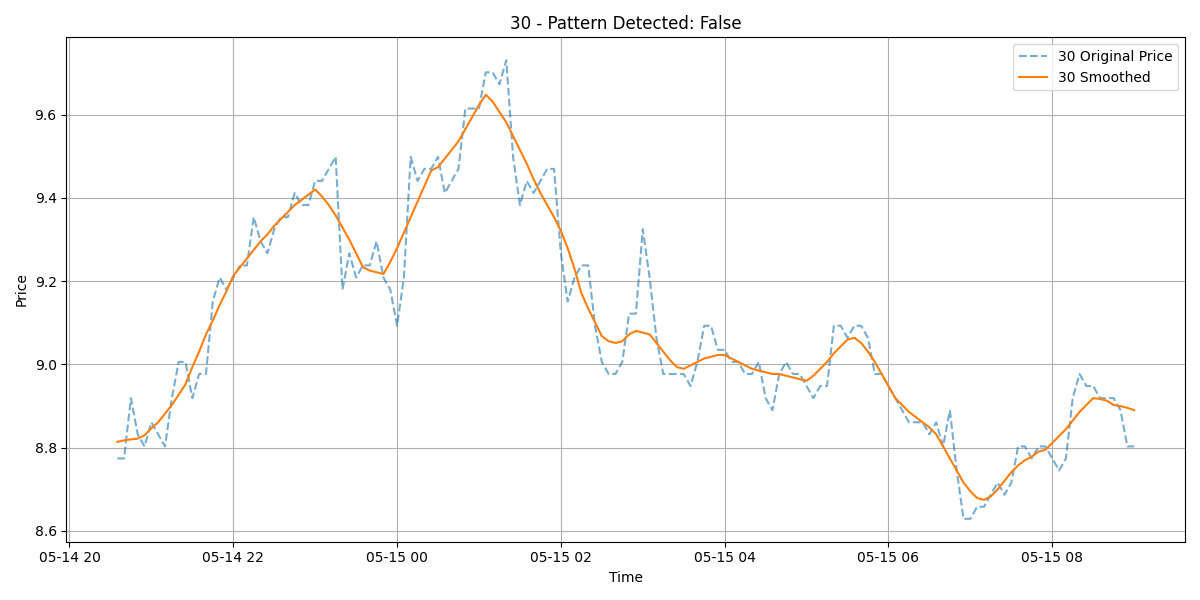 30 - Pattern Detected: False
30 Original Price
30 Smoothed
Price
9.6
9.4
9.2
9.0
8.8
8.6
05-14 20 05-14 22 05-15 00 05-15 02 05-15 04 05-15 06 05-15 08
Time